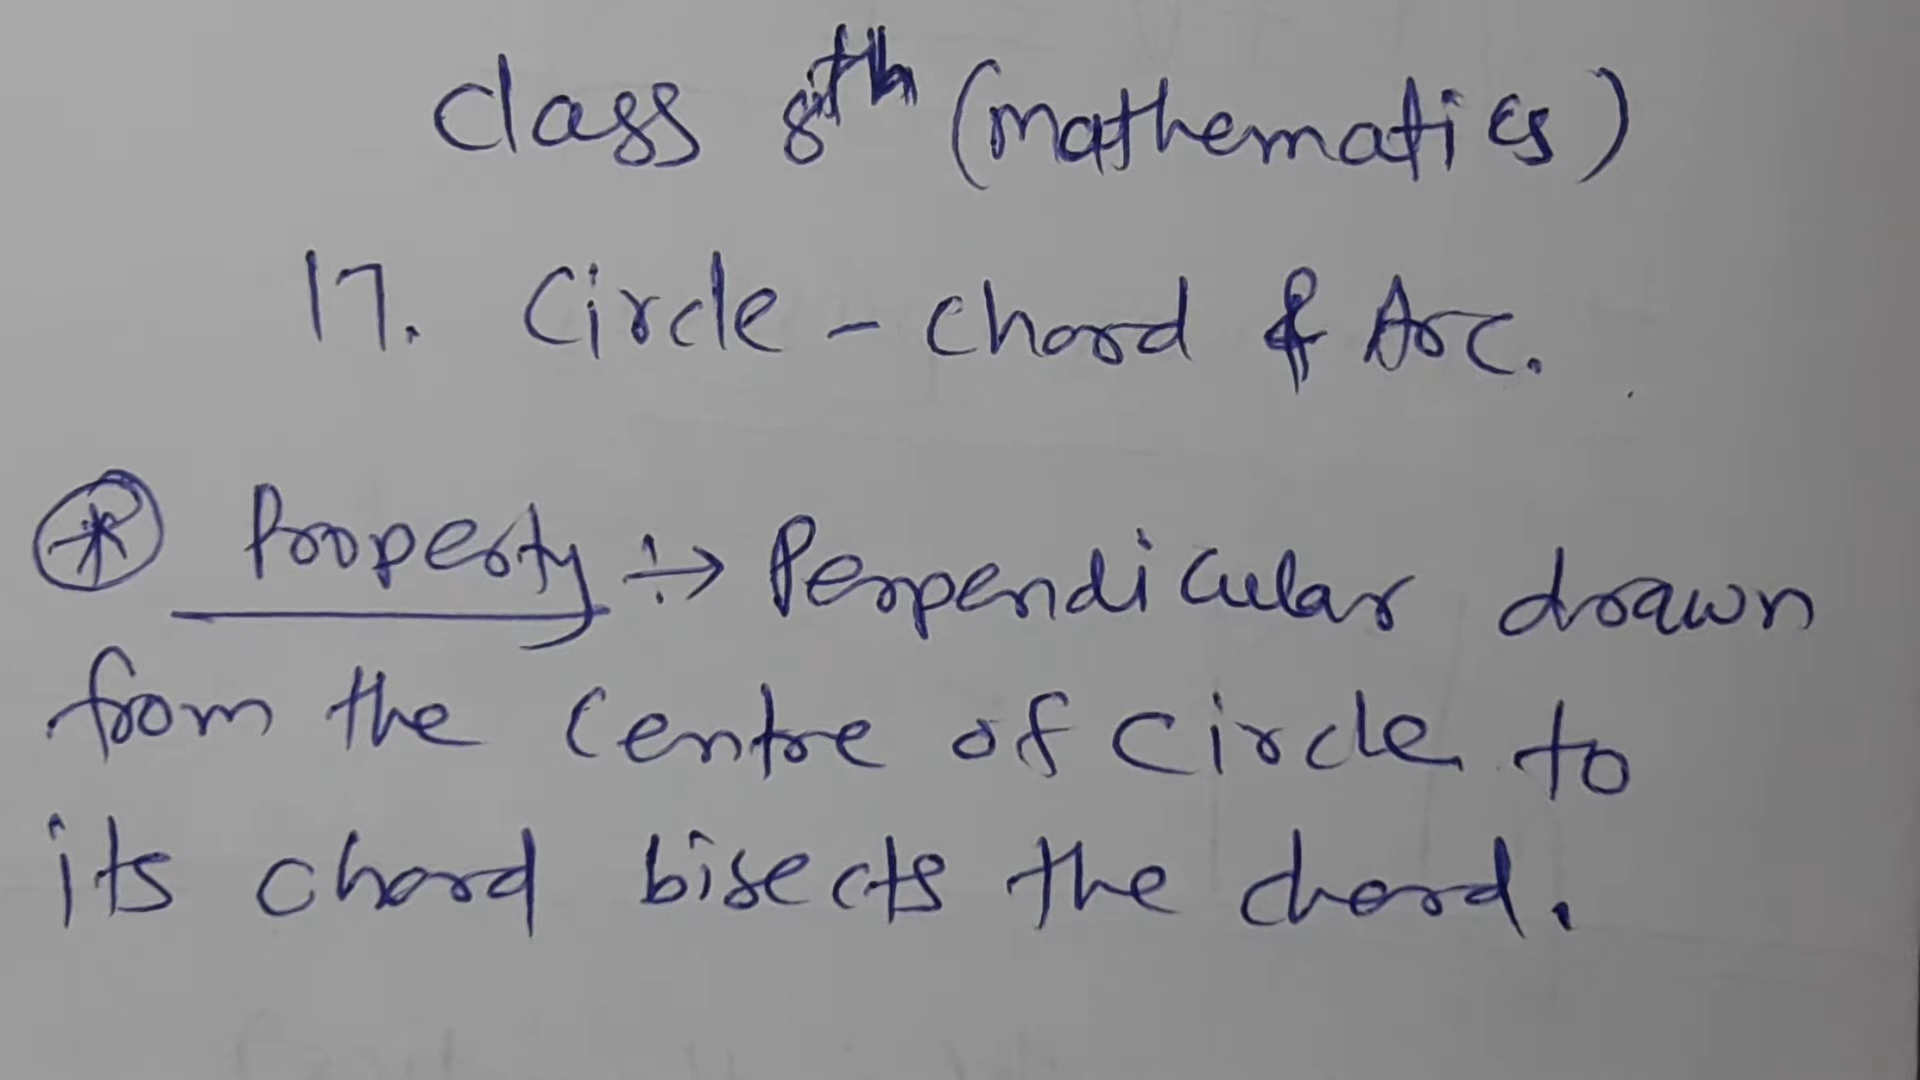 class 8th (mathematics)
17. Circle - chord & Arc.
* Property :→ Perpendicular drawn
from the centre of circle to
its chord bisects the chord.